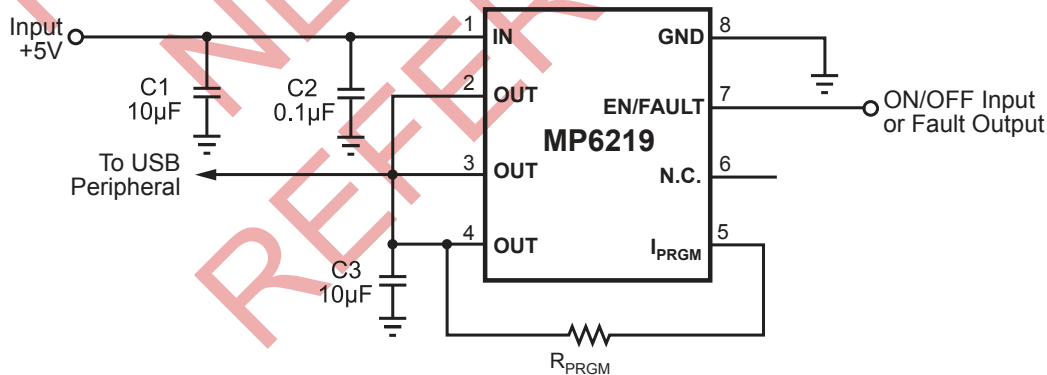 Input
+5V
C1
10µF
C2
0.1µF
To USB
Peripheral
C3
10µF
1
IN
2
OUT
3
OUT
4
OUT
MP6219
GND
8
EN/FAULT
7
N.C.
6
IPRGM
5
ON/OFF Input
or Fault Output
RPRGM
REFER